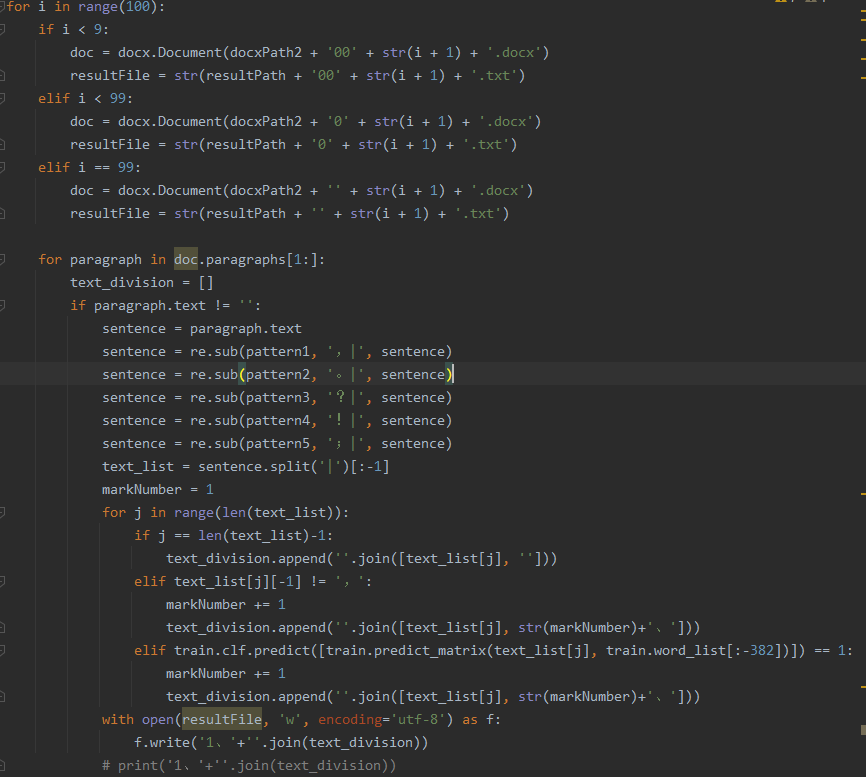 for i in range(100):
    if i < 9:
        doc = docx.Document(docxPath2 + '00' + str(i + 1) + '.docx')
        resultFile = str(resultPath + '00' + str(i + 1) + '.txt')
    elif i < 99:
        doc = docx.Document(docxPath2 + '0' + str(i + 1) + '.docx')
        resultFile = str(resultPath + '0' + str(i + 1) + '.txt')
    elif i == 99:
        doc = docx.Document(docxPath2 + '' + str(i + 1) + '.docx')
        resultFile = str(resultPath + '' + str(i + 1) + '.txt')

    for paragraph in doc.paragraphs[1:]:
        text_division = []
        if paragraph.text != '':
            sentence = paragraph.text
            sentence = re.sub(pattern1, '，|', sentence)
            sentence = re.sub(pattern2, '。|', sentence)
            sentence = re.sub(pattern3, '？|', sentence)
            sentence = re.sub(pattern4, '！|', sentence)
            sentence = re.sub(pattern5, '；|', sentence)
            text_list = sentence.split('|')[:-1]
            markNumber = 1
            for j in range(len(text_list)):
                if j == len(text_list)-1:
                    text_division.append(''.join([text_list[j], '']))
                elif text_list[j][-1] != '，':
                    markNumber += 1
                    text_division.append(''.join([text_list[j], str(markNumber)+'、']))
                elif train.clf.predict([train.predict_matrix(text_list[j], train.word_list[:-382])]) == 1:
                    markNumber += 1
                    text_division.append(''.join([text_list[j], str(markNumber)+'、']))
            with open(resultFile, 'w', encoding='utf-8') as f:
                f.write('1、'+''.join(text_division))
            # print('1、'+''.join(text_division))